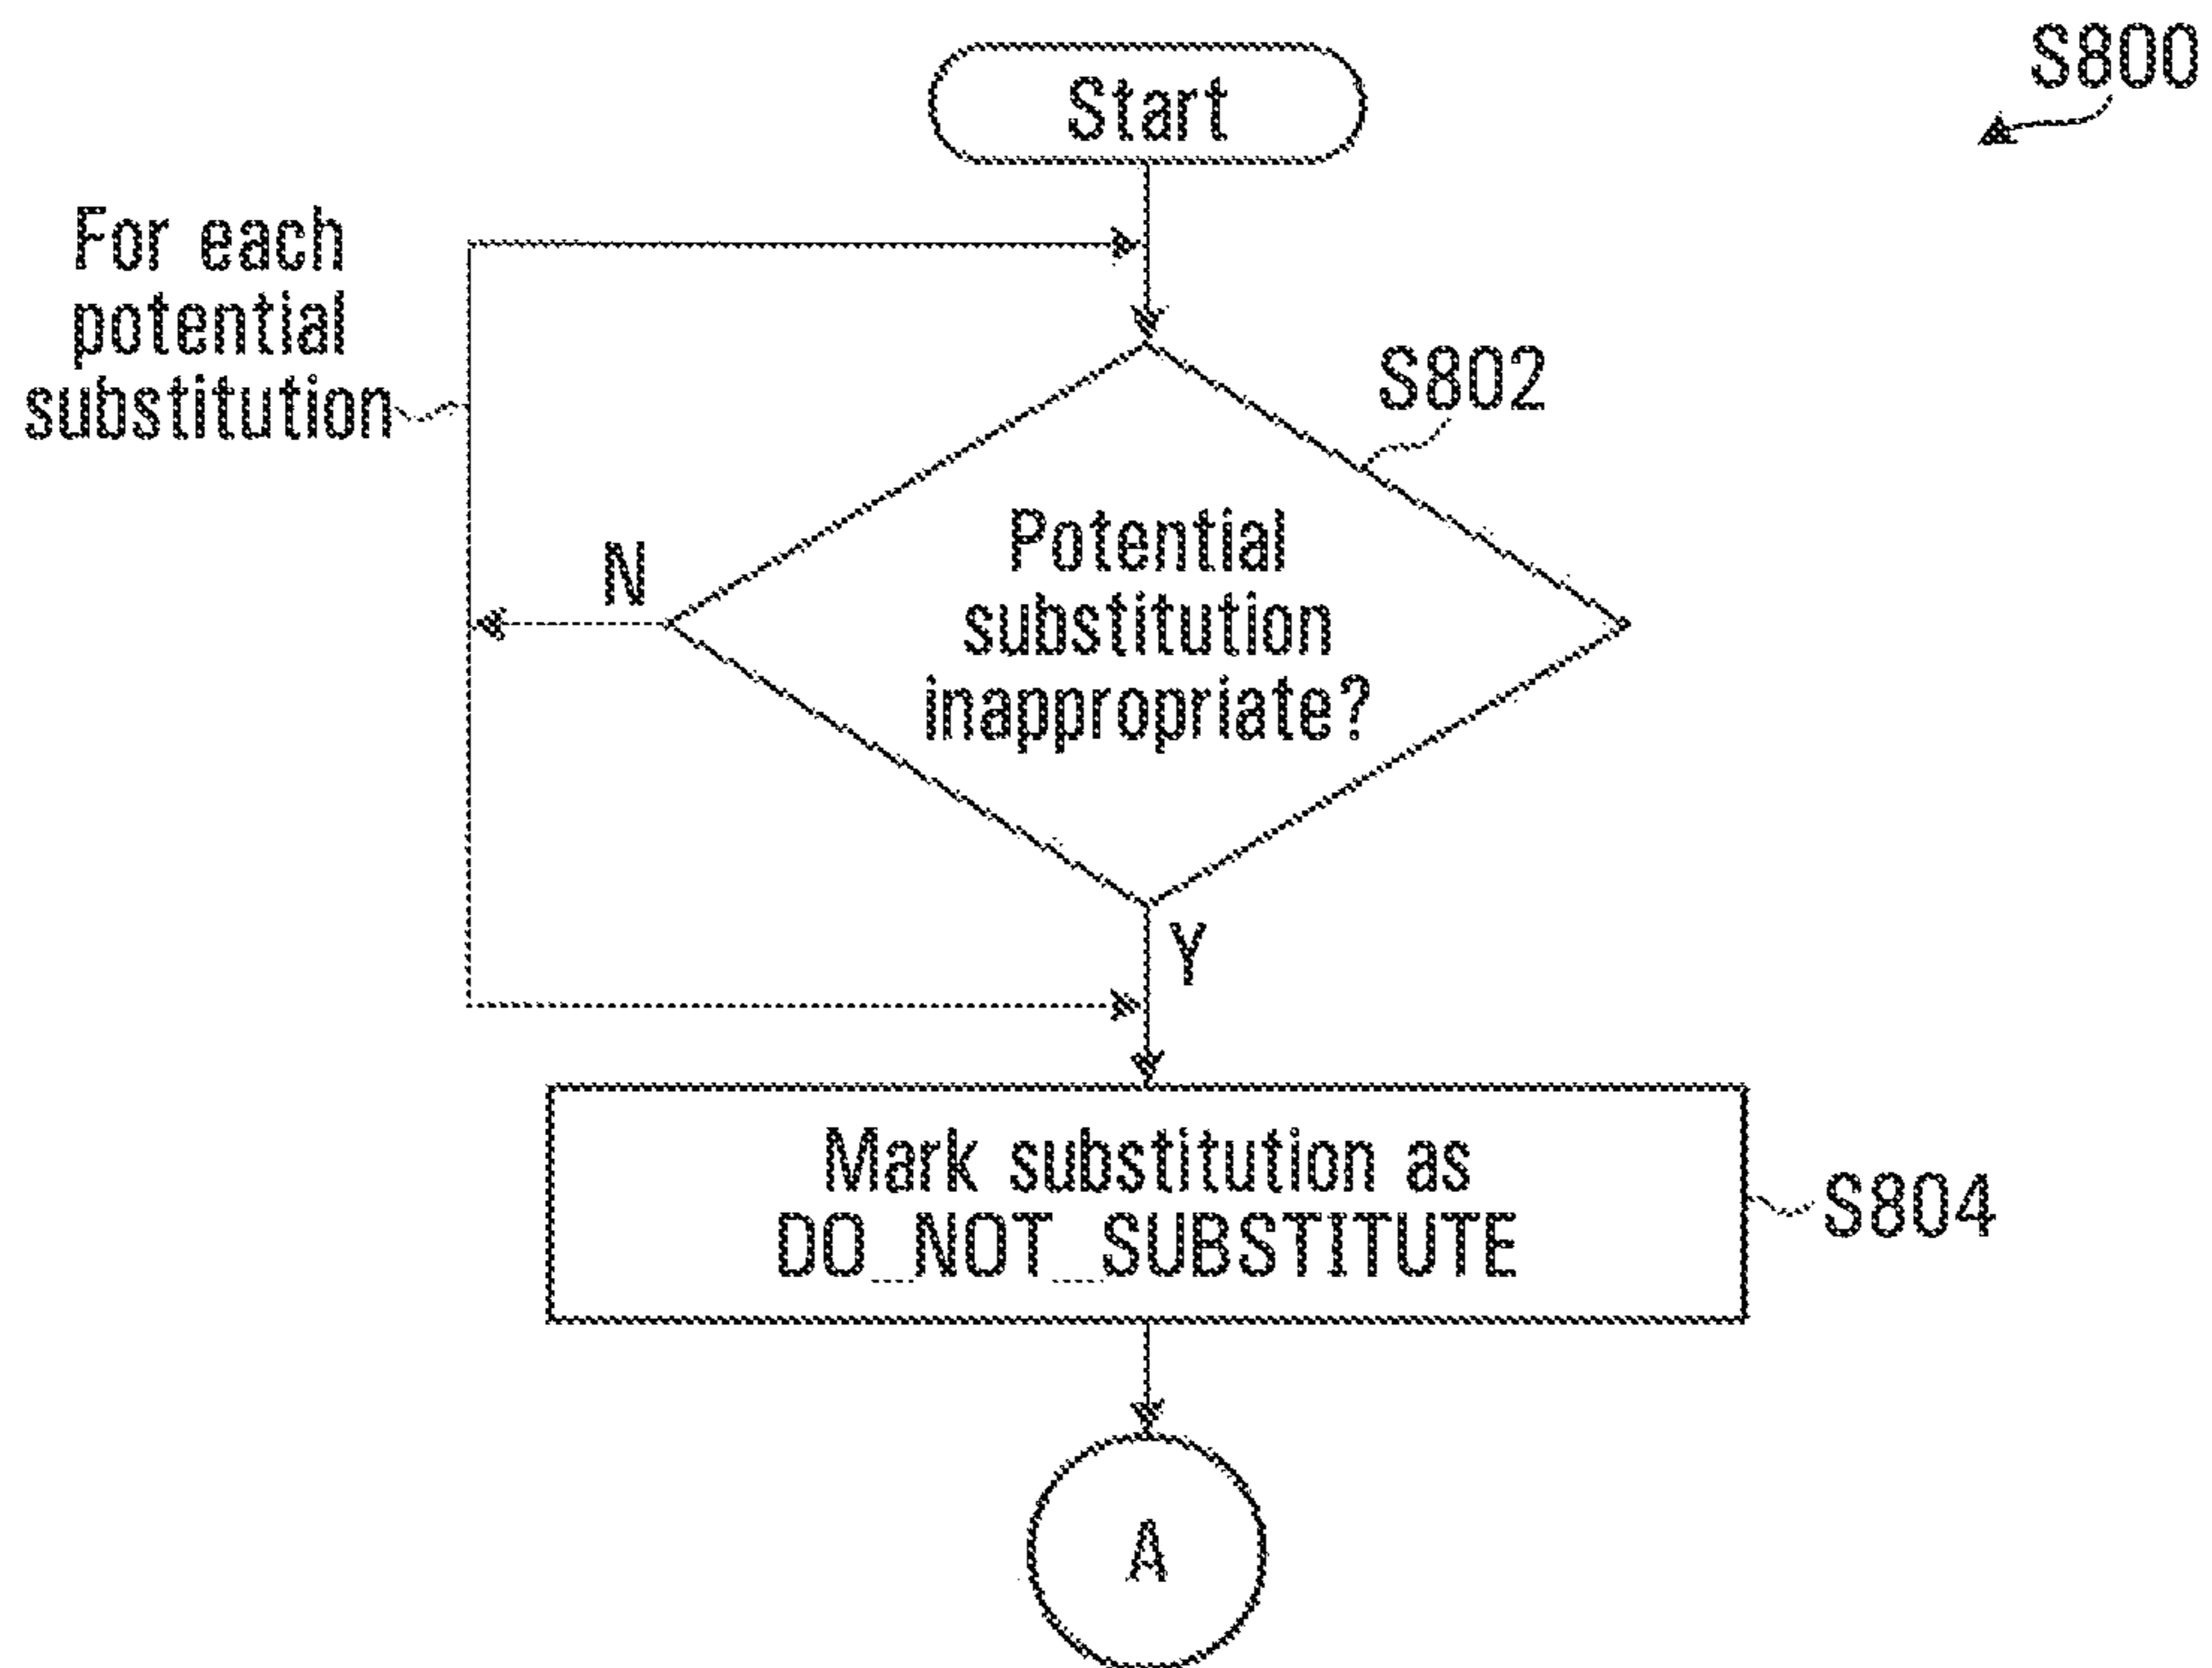 S800
Start
For each
potential
substitution
S802
Potential
substitution
inappropriate?
N
Y
Mark substitution as
DO_NOT_SUBSTITUTE
S804
A